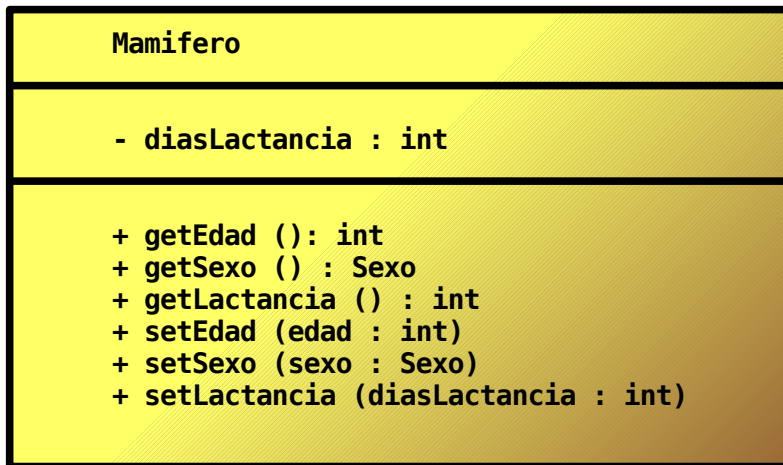 Mamifero
- diasLactancia : int
+ getEdad (): int
+ getSexo () : Sexo
+ getLactancia () : int
+ setEdad (edad : int)
+ setSexo (sexo : Sexo)
+ setLactancia (diasLactancia : int)